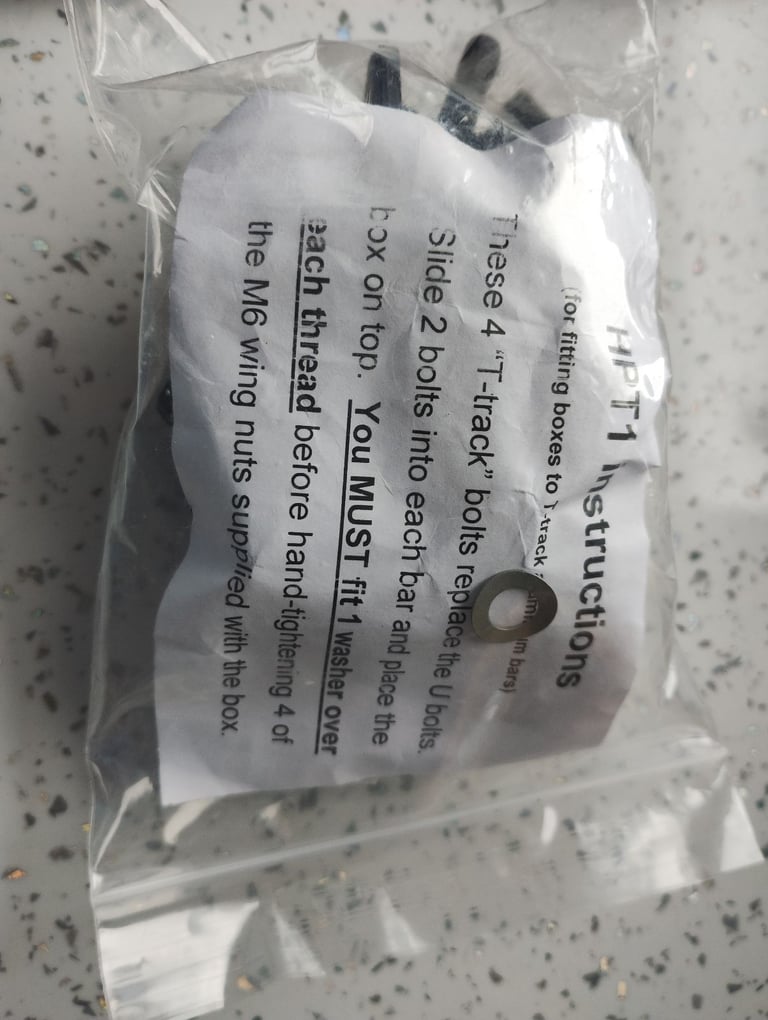 HPT1 Instructions
(for fitting boxes to T-track bars)
These 4 “T-track” bolts replace the U bolts.
Slide 2 bolts into each bar and place the
box on top. You MUST fit 1 washer over
each thread before hand-tightening 4 of
the M6 wing nuts supplied with the box.